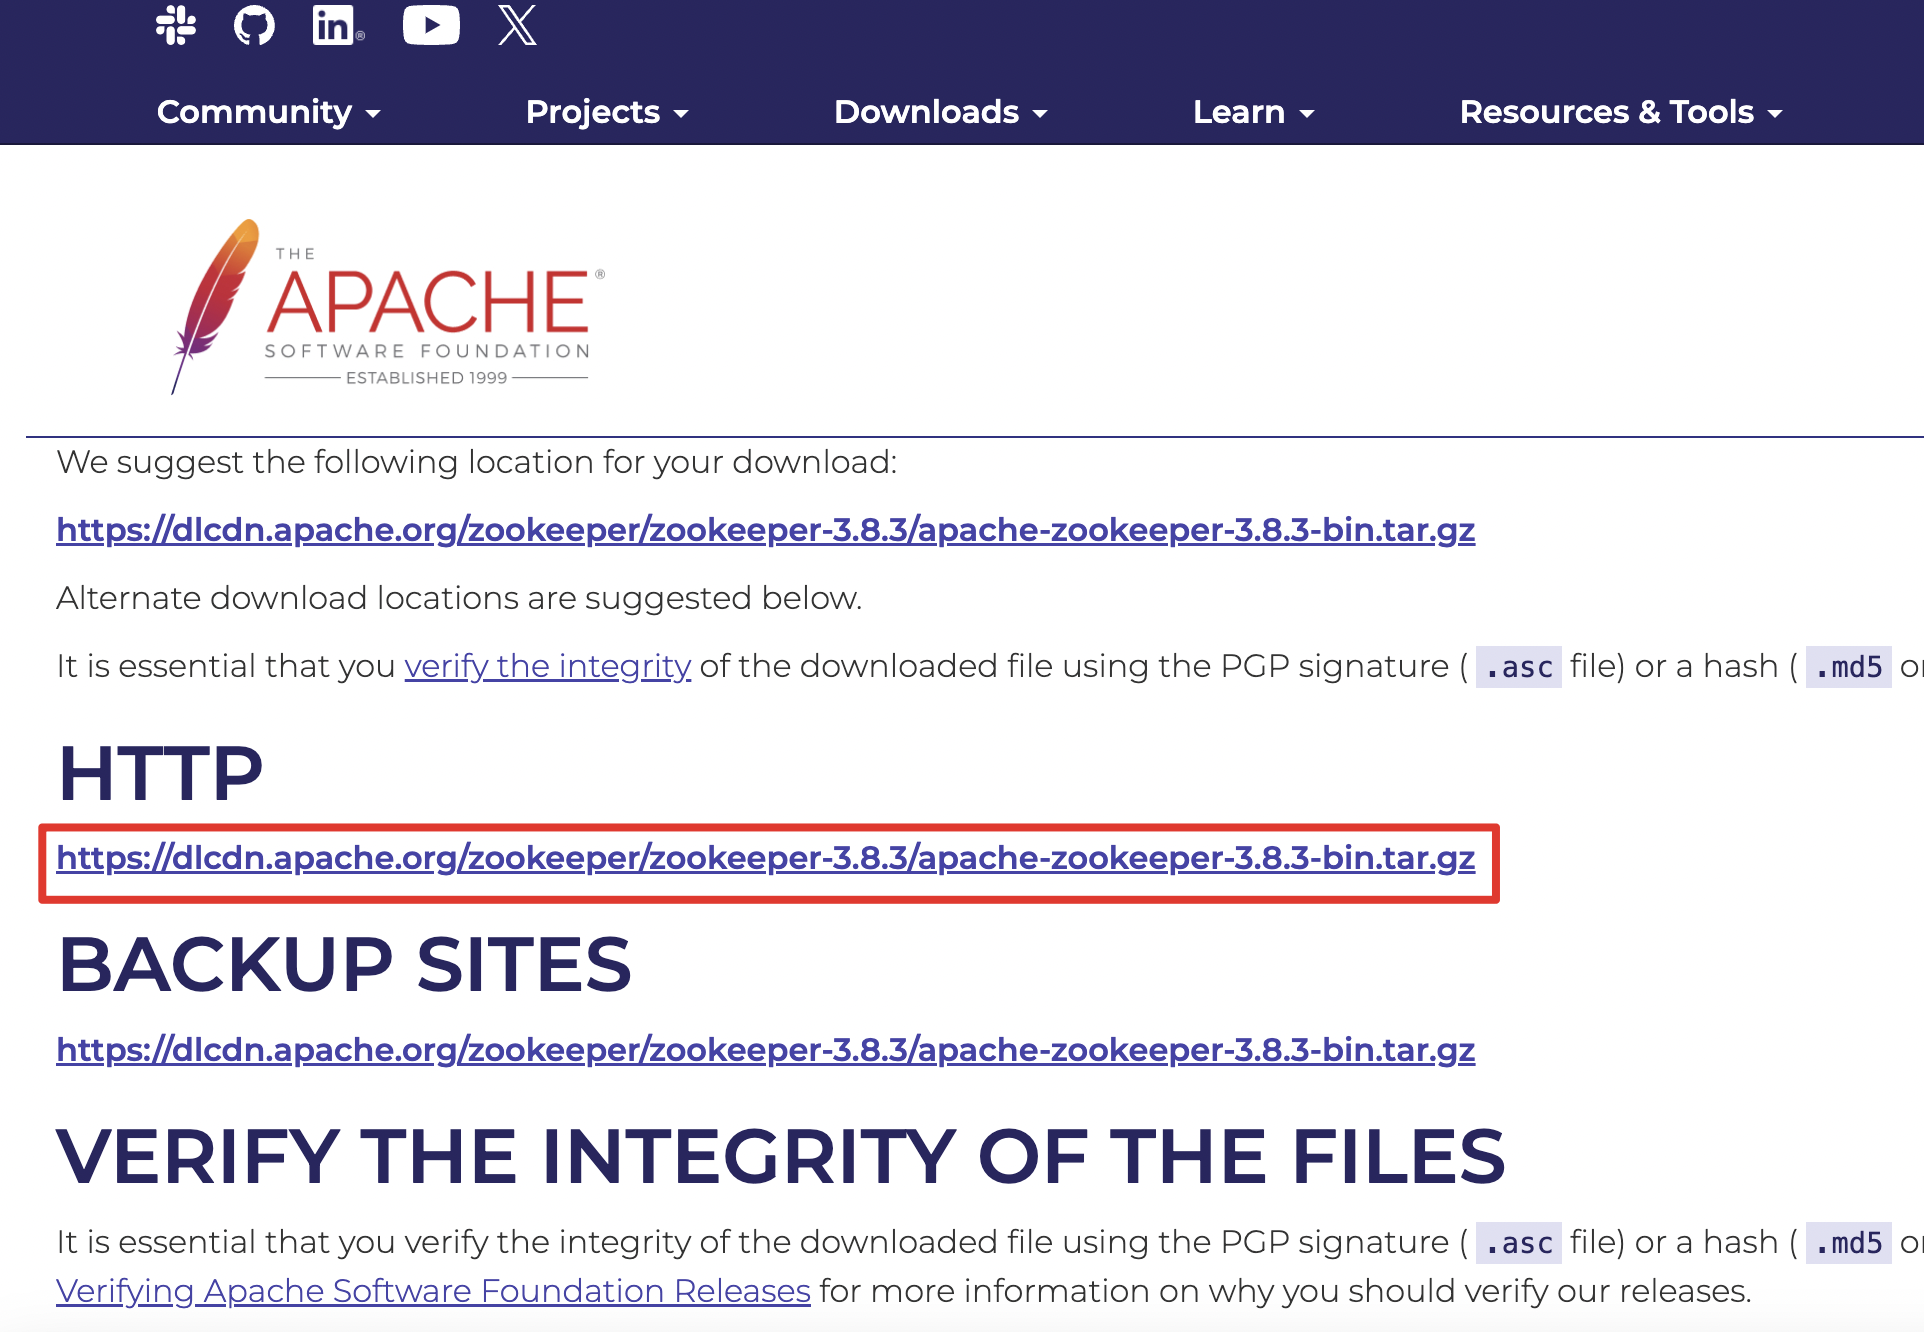 in ®
Community Projects Downloads Learn Resources & Tools
THE
APACHE ®
SOFTWARE FOUNDATION
ESTABLISHED 1999
We suggest the following location for your download:
https://dlcdn.apache.org/zookeeper/zookeeper-3.8.3/apache-zookeeper-3.8.3-bin.tar.gz
Alternate download locations are suggested below.
It is essential that you verify the integrity of the downloaded file using the PGP signature ( .asc file) or a hash ( .md5 or
HTTP
https://dlcdn.apache.org/zookeeper/zookeeper-3.8.3/apache-zookeeper-3.8.3-bin.tar.gz
BACKUP SITES
https://dlcdn.apache.org/zookeeper/zookeeper-3.8.3/apache-zookeeper-3.8.3-bin.tar.gz
VERIFY THE INTEGRITY OF THE FILES
It is essential that you verify the integrity of the downloaded file using the PGP signature ( .asc file) or a hash ( .md5 or
Verifying Apache Software Foundation Releases for more information on why you should verify our releases.